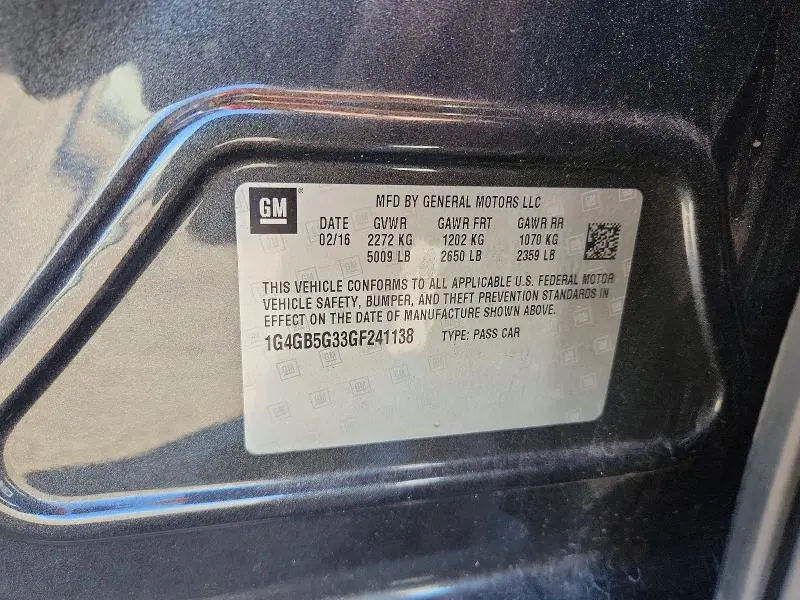 GM ® MFD BY GENERAL MOTORS LLC
DATE GVWR GAWR FRT GAWR RR
02/16 2272 KG 1202 KG 1070 KG
5009 LB 2650 LB 2359 LB
THIS VEHICLE CONFORMS TO ALL APPLICABLE U.S. FEDERAL MOTOR
VEHICLE SAFETY, BUMPER, AND THEFT PREVENTION STANDARDS IN
EFFECT ON THE DATE OF MANUFACTURE SHOWN ABOVE.
1G4GB5G33GF241138 TYPE: PASS CAR